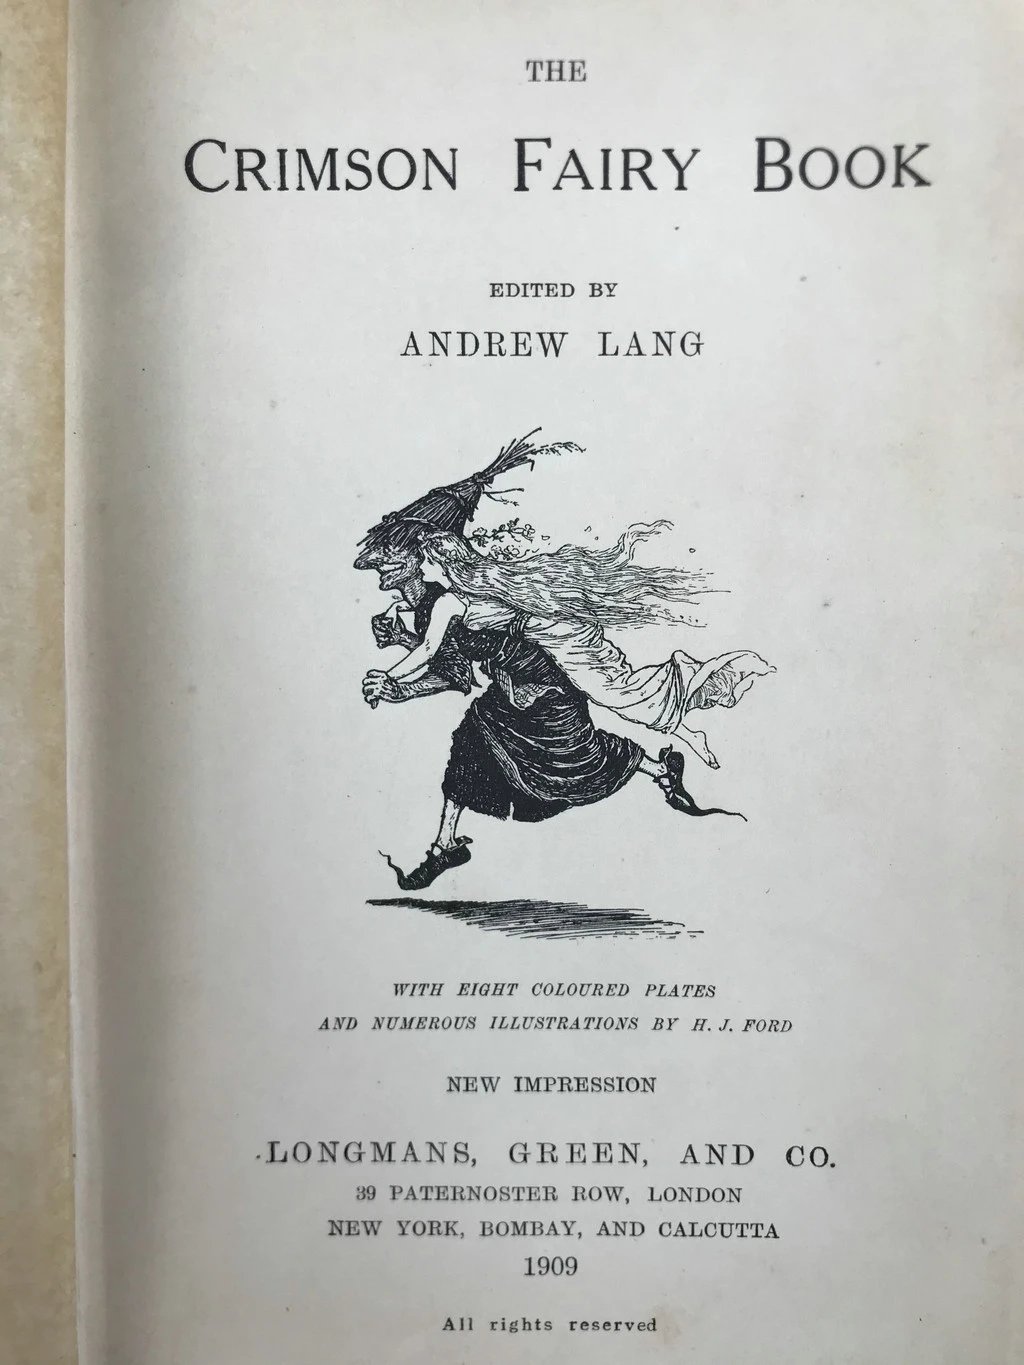 THE
CRIMSON FAIRY BOOK
EDITED BY
ANDREW LANG
WITH EIGHT COLOURED PLATES
AND NUMEROUS ILLUSTRATIONS BY H. J. FORD
NEW IMPRESSION
LONGMANS, GREEN, AND CO.
39 PATERNOSTER ROW, LONDON
NEW YORK, BOMBAY, AND CALCUTTA
1909
All rights reserved